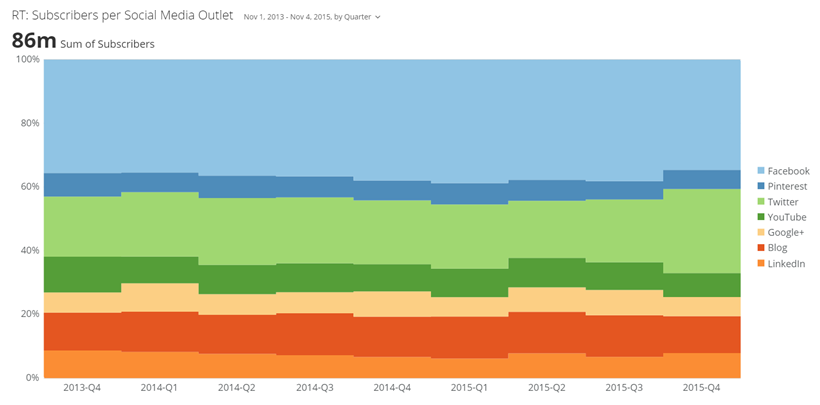 RT: Subscribers per Social Media Outlet Nov 1, 2013 - Nov 4, 2015, by Quarter
86m Sum of Subscribers
100%
80%
60%
40%
20%
0%
2013-Q4 2014-Q1 2014-Q2 2014-Q3 2014-Q4 2015-Q1 2015-Q2 2015-Q3 2015-Q4
Facebook
Pinterest
Twitter
YouTube
Google+
Blog
LinkedIn